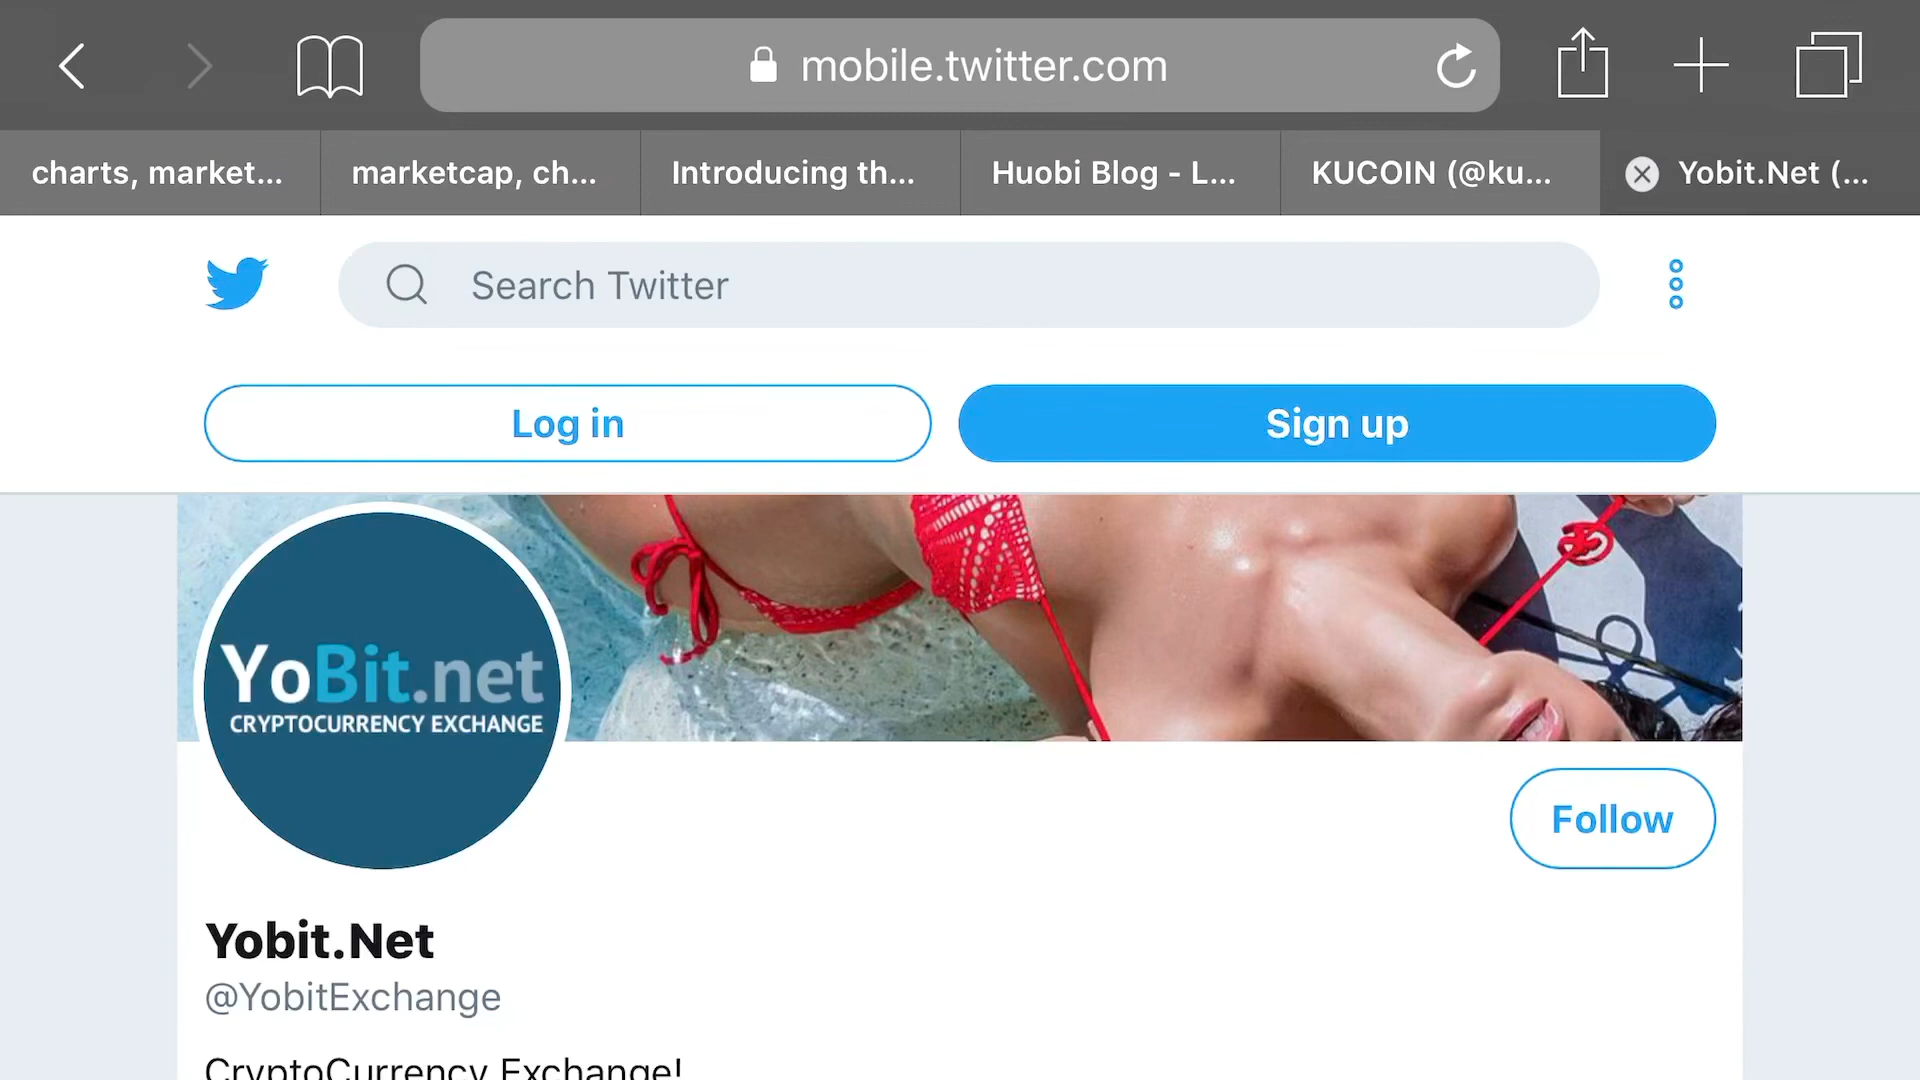 mobile.twitter.com
charts, market...
marketcap, ch...
Introducing th...
Huobi Blog - L...
KUCOIN (@ku...
Yobit.Net (...
Search Twitter
Log in
Sign up
YoBit.net
CRYPTOCURRENCY EXCHANGE
Follow
Yobit.Net
@YobitExchange
CryptoCurrency Exchange!